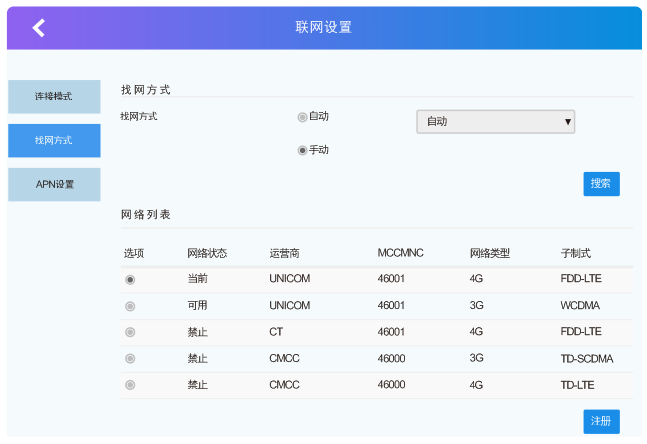 联网设置
连接模式
找网方式
APN设置
找网方式
找网方式 自动 自动
手动
搜索
网络列表
选项 网络状态 运营商 MCCMNC 网络类型 子制式
当前 UNICOM 46001 4G FDD-LTE
可用 UNICOM 46001 3G WCDMA
禁止 CT 46001 4G FDD-LTE
禁止 CMCC 46000 3G TD-SCDMA
禁止 CMCC 46000 4G TD-LTE
注册